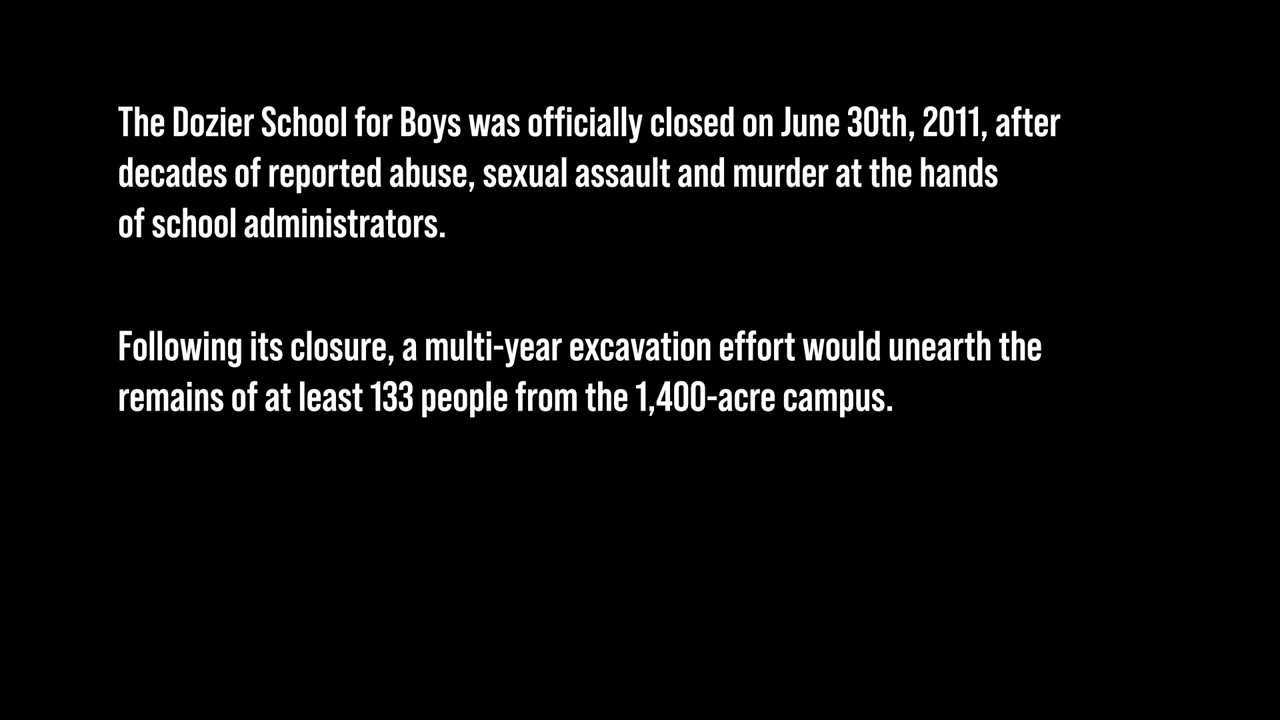 The Dozier School for Boys was officially closed on June 30th, 2011, after
decades of reported abuse, sexual assault and murder at the hands
of school administrators.
Following its closure, a multi-year excavation effort would unearth the
remains of at least 133 people from the 1,400-acre campus.